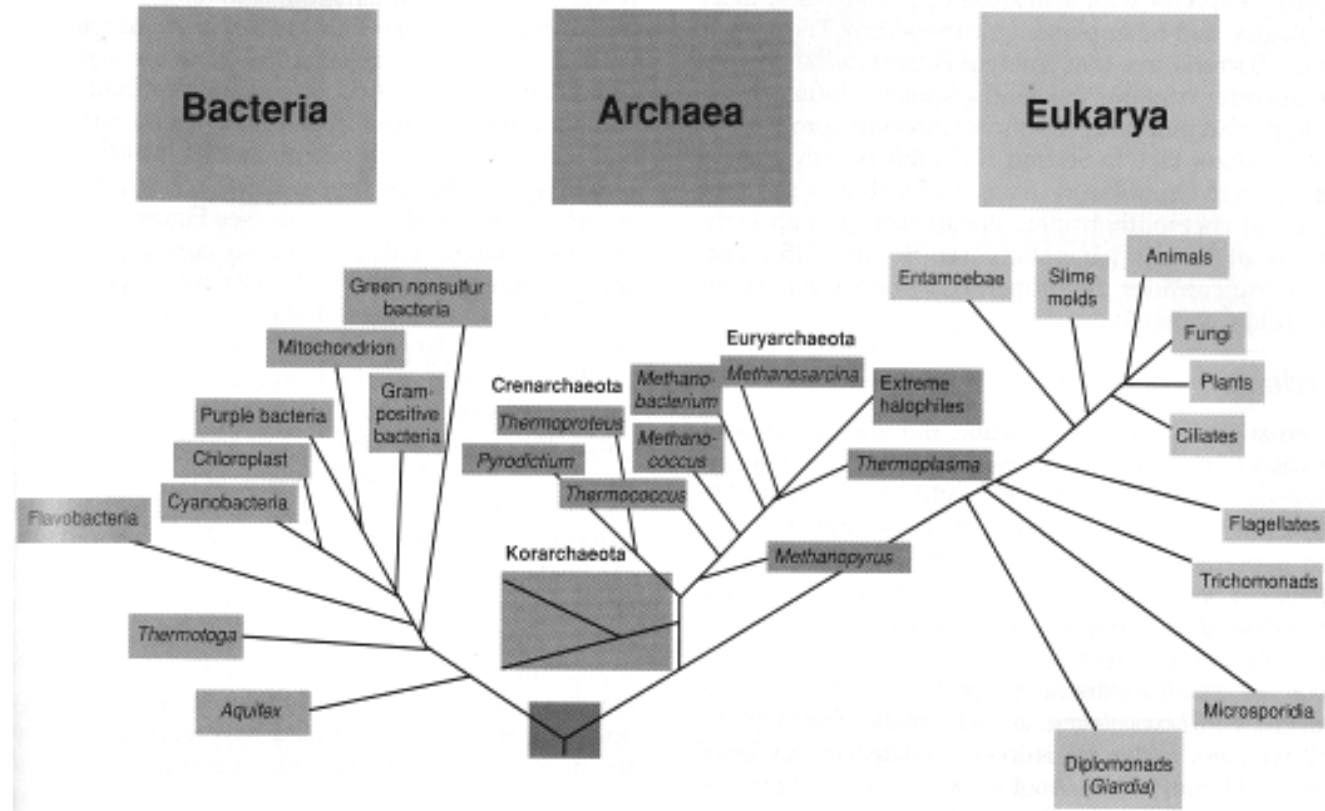 Bacteria
Archaea
Eukarya
Green nonsulfur
bacteria
Mitochondrion
Gram-
positive
bacteria
Purple bacteria
Chloroplast
Cyanobacteria
Flavobacteria
Thermotoga
Aquifex
Crenarchaeota
Thermoproteus
Pyrodictium
Korarchaeota
Euryarchaeota
Methano-
bacterium
Methanosarcina
Extreme
halophiles
Methano-
coccus
Thermococcus
Thermoplasma
Methanopyrus
Entamoebae
Slime
molds
Animals
Fungi
Plants
Ciliates
Flagellates
Trichomonads
Microsporidia
Diplomonads
(Giardia)